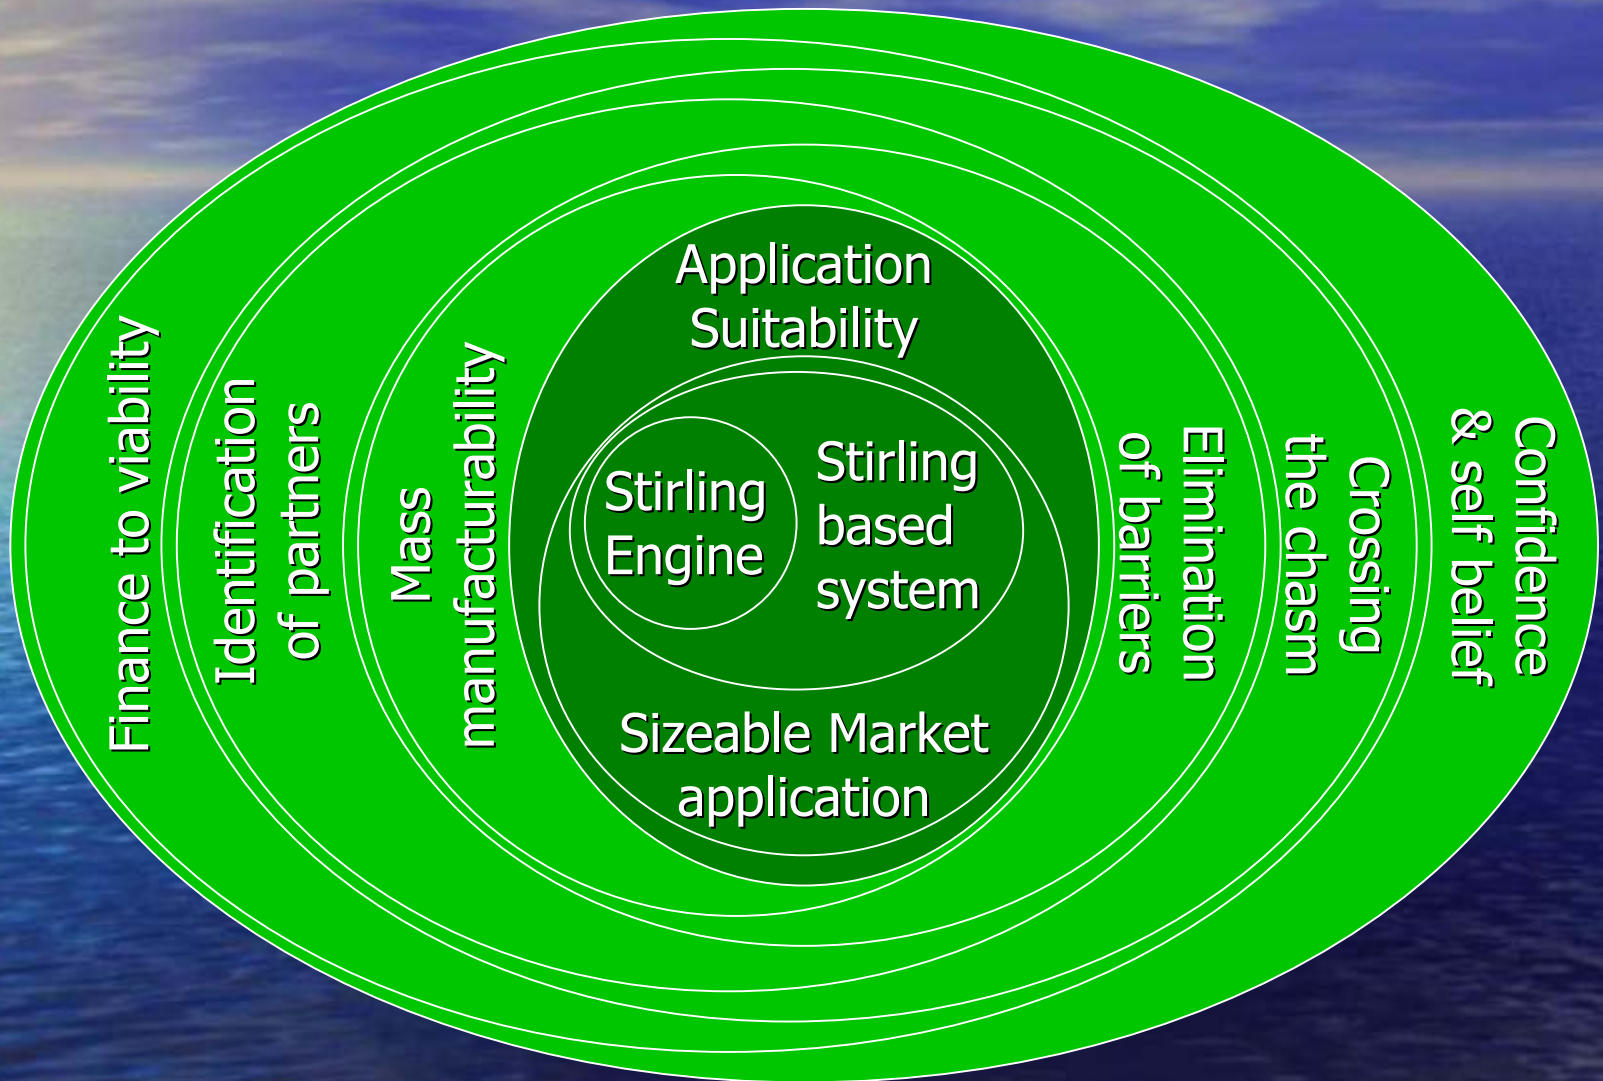 Application
Suitability
Stirling
Engine
Stirling
based
system
Sizeable Market
application
Mass
manufacturability
Elimination
of barriers
Identification
of partners
Crossing
the chasm
Finance to viability
Confidence
& self belief